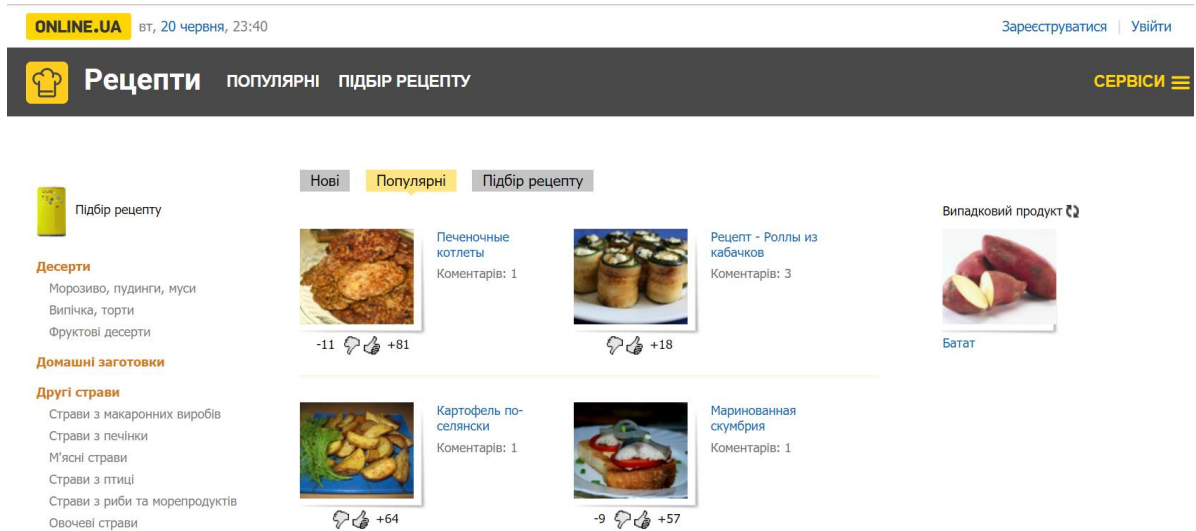 ONLINE.UA вт, 20 червня, 23:40 Зареєструватися | Увійти
Рецепти ПОПУЛЯРНІ ПІДБІР РЕЦЕПТУ СЕРВІСИ
Нові Популярні Підбір рецепту
Підбір рецепту
Десерти
Морозиво, пудинги, муси
Випічка, торти
Фруктові десерти
Домашні заготовки
Другі страви
Страви з макаронних виробів
Страви з печінки
М'ясні страви
Страви з птиці
Страви з риби та морепродуктів
Овочеві страви
Печеночные
котлеты
Коментарів: 1
-11 +81
Рецепт - Роллы из
кабачков
Коментарів: 3
+18
Картофель по-
селянски
Коментарів: 1
+64
Маринованная
скумбрия
Коментарів: 1
-9 +57
Випадковий продукт
Батат